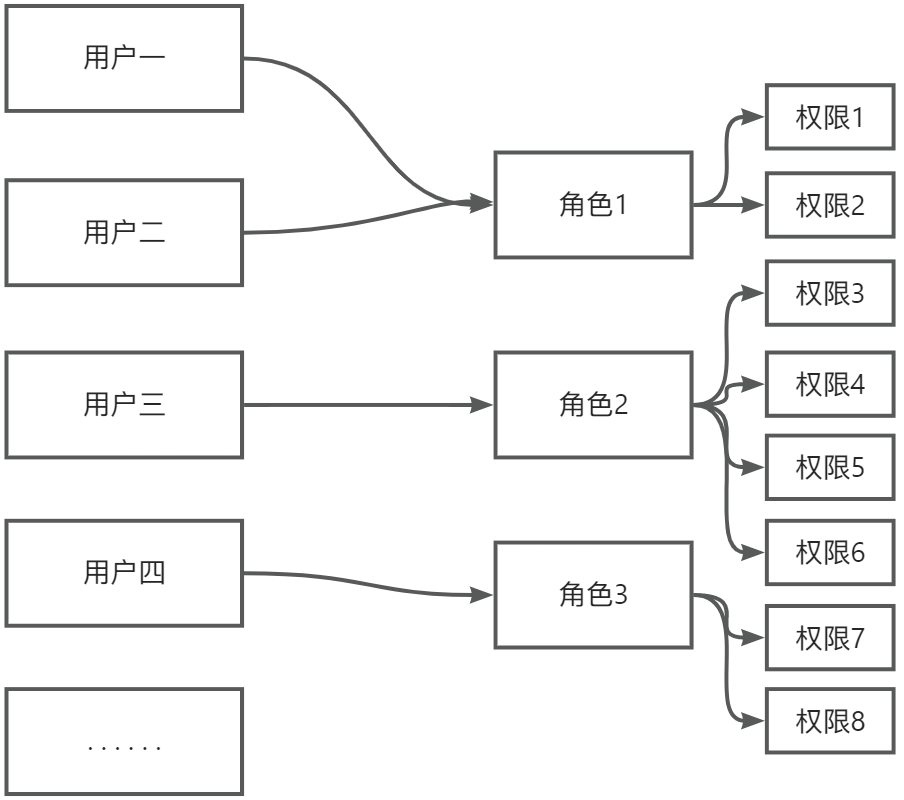 用户一
用户二
用户三
用户四
......
角色1
角色2
角色3
权限1
权限2
权限3
权限4
权限5
权限6
权限7
权限8